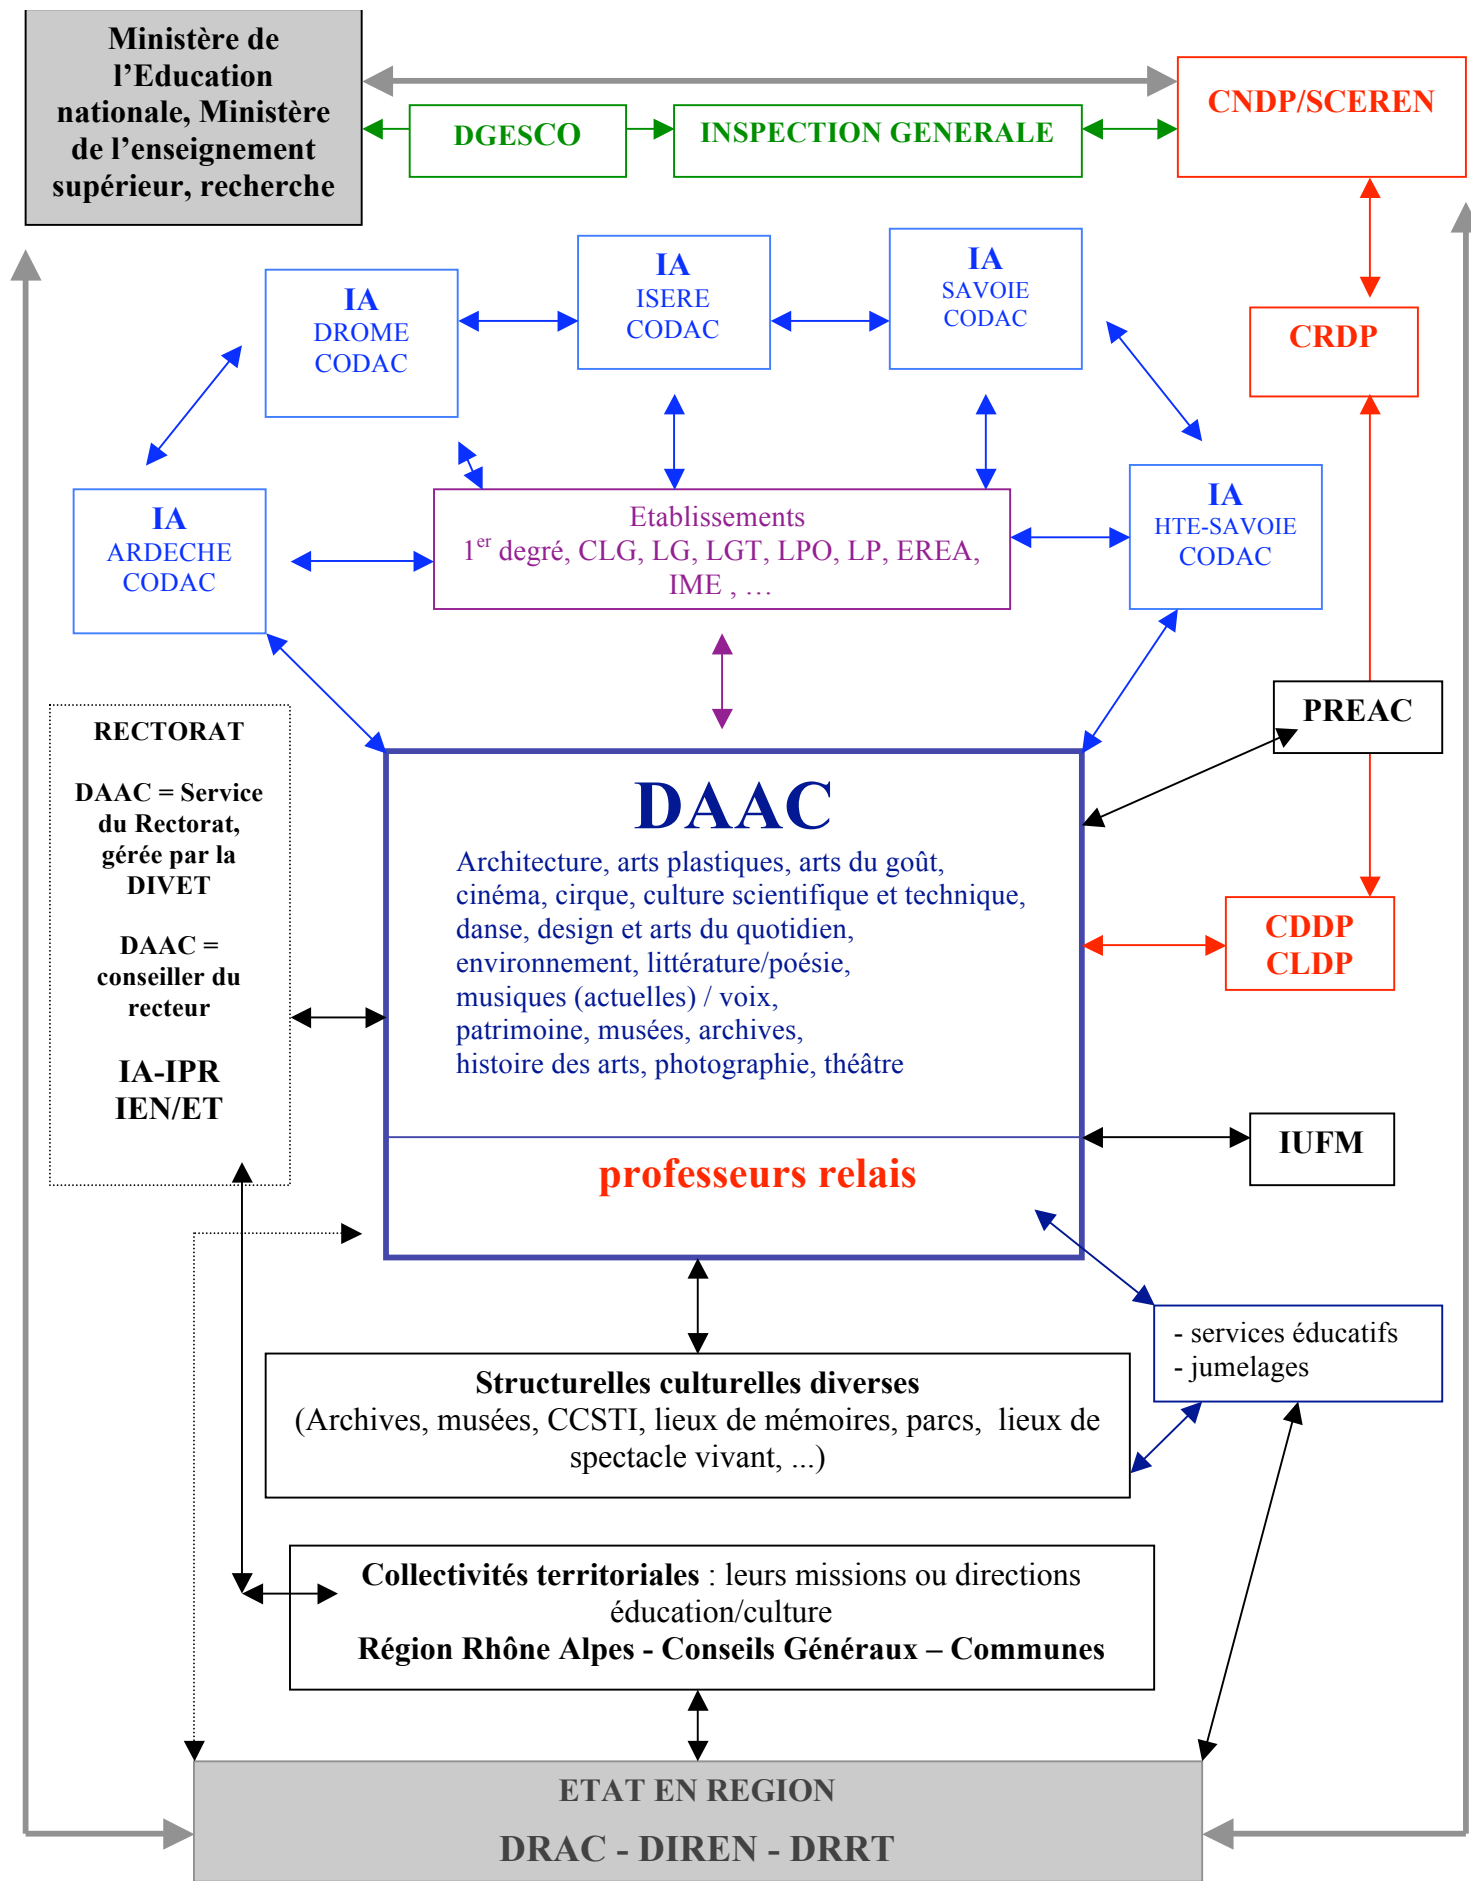 Ministère de
l’Education
nationale, Ministère
de l’enseignement
supérieur, recherche
DGESCO
INSPECTION GENERALE
CNDP/SCEREN
IA
DROME
CODAC
IA
ISERE
CODAC
IA
SAVOIE
CODAC
CRDP
IA
ARDECHE
CODAC
Etablissements
1er degré, CLG, LG, LGT, LPO, LP, EREA,
IME , …
IA
HTE-SAVOIE
CODAC
RECTORAT
DAAC = Service
du Rectorat,
gérée par la
DIVET
DAAC =
conseiller du
recteur
IA-IPR
IEN/ET
DAAC
Architecture, arts plastiques, arts du goût,
cinéma, cirque, culture scientifique et technique,
danse, design et arts du quotidien,
environnement, littérature/poésie,
musiques (actuelles) / voix,
patrimoine, musées, archives,
histoire des arts, photographie, théâtre
professeurs relais
PREAC
CDDP
CLDP
IUFM
- services éducatifs
- jumelages
Structurelles culturelles diverses
(Archives, musées, CCSTI, lieux de mémoires, parcs,  lieux de
spectacle vivant, ...)
Collectivités territoriales : leurs missions ou directions
éducation/culture
Région Rhône Alpes - Conseils Généraux – Communes
ETAT EN REGION
DRAC - DIREN - DRRT